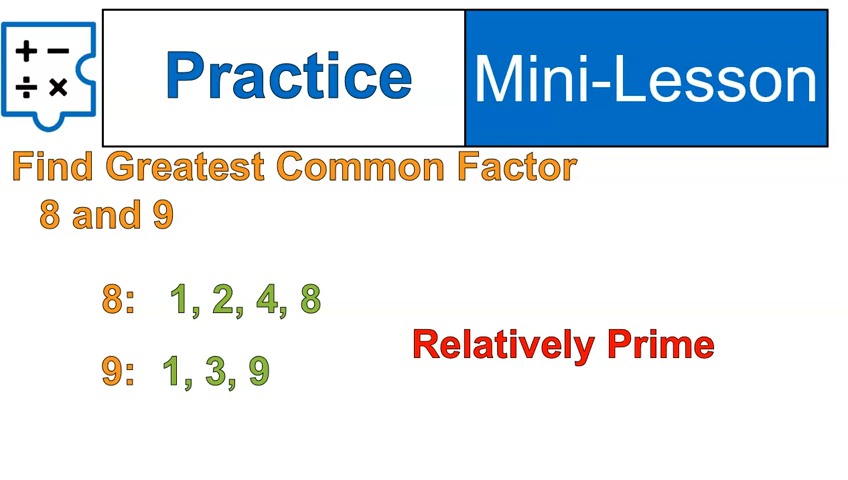 + −
÷ ×
Practice
Mini-Lesson
Find Greatest Common Factor
8 and 9
8: 1, 2, 4, 8
Relatively Prime
9: 1, 3, 9